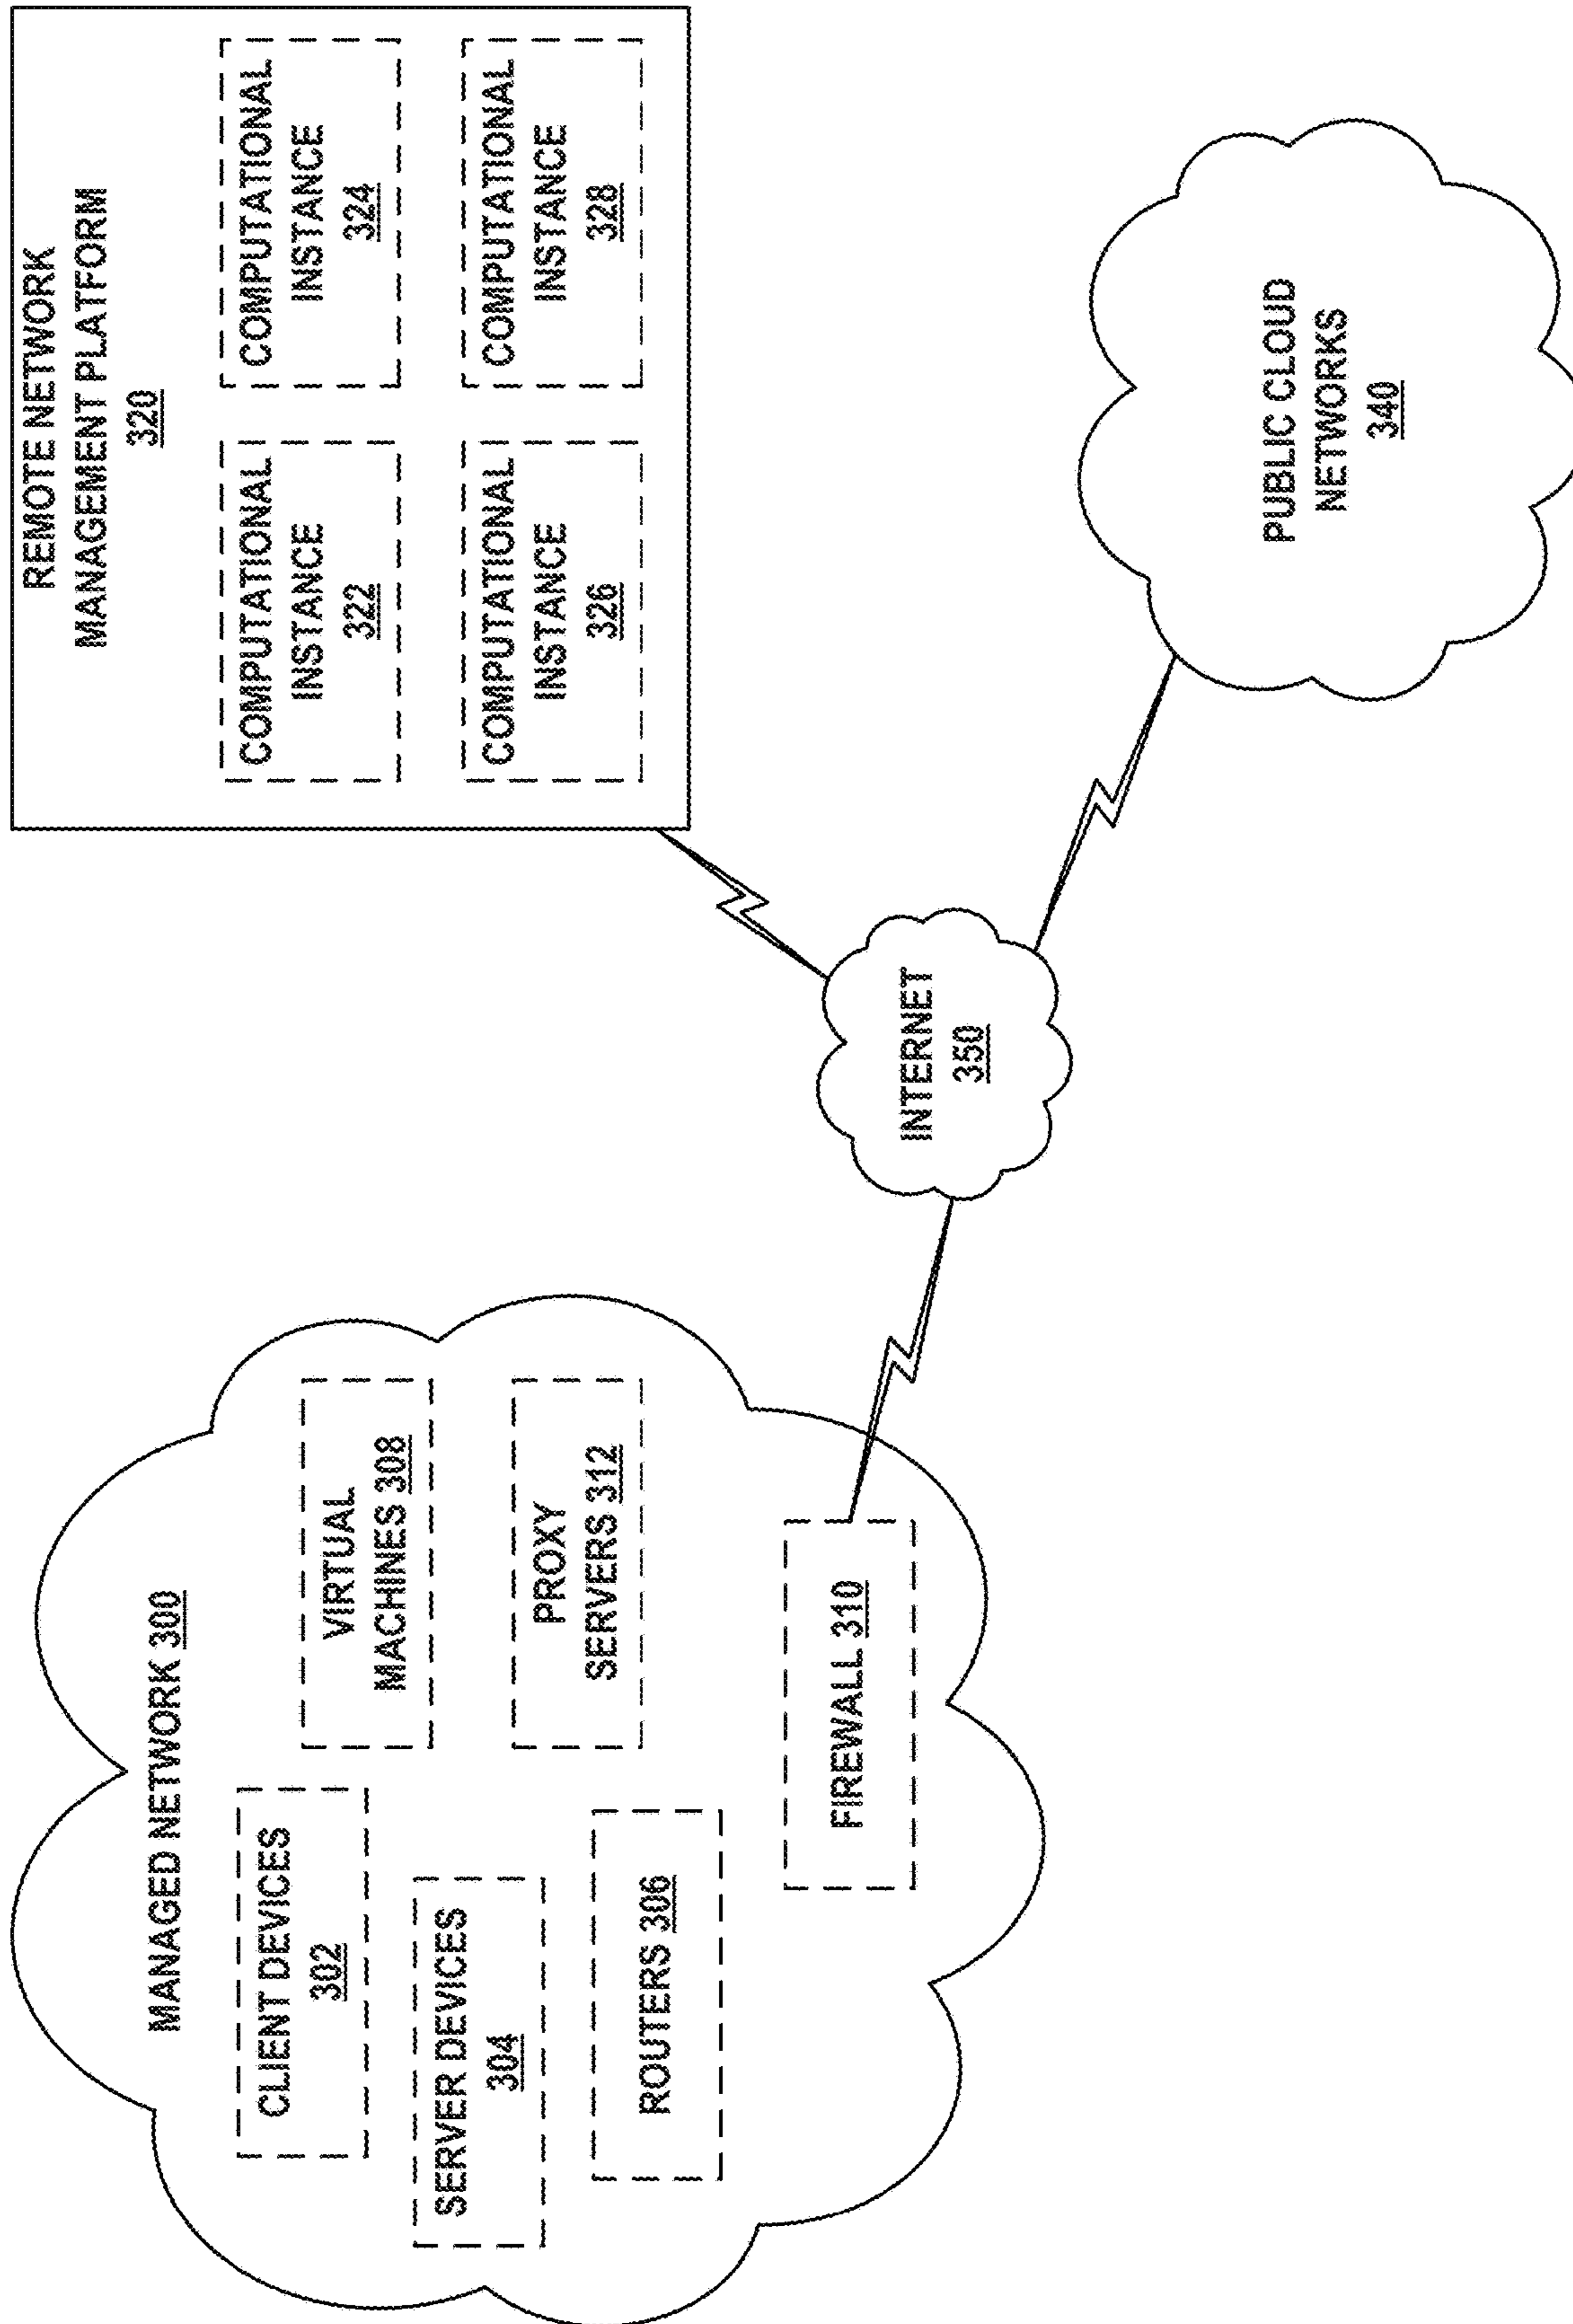 MANAGED NETWORK 300
CLIENT DEVICES
302
SERVER DEVICES
304
ROUTERS 306
VIRTUAL
MACHINES 308
PROXY
SERVERS 312
FIREWALL 310
INTERNET
350
REMOTE NETWORK
MANAGEMENT PLATFORM
320
COMPUTATIONAL
INSTANCE
322
COMPUTATIONAL
INSTANCE
324
COMPUTATIONAL
INSTANCE
326
COMPUTATIONAL
INSTANCE
328
PUBLIC CLOUD
NETWORKS
340